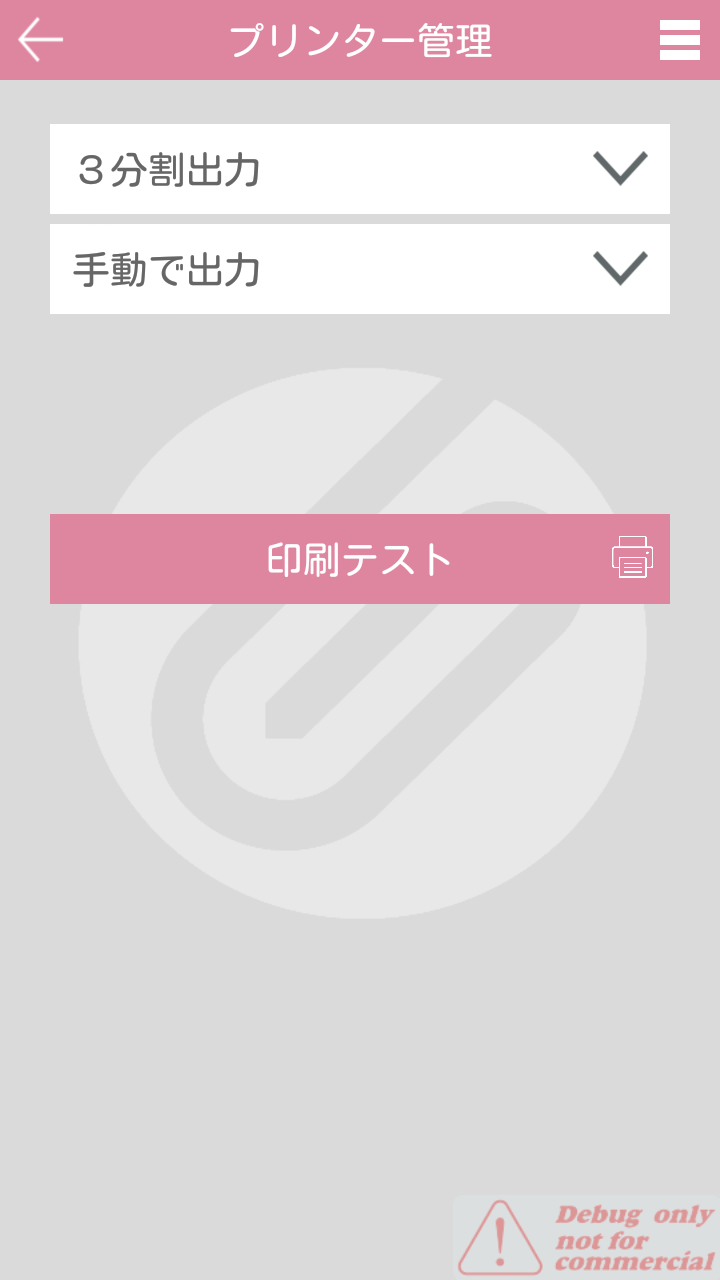 プリンター管理
３分割出力
手動で出力
印刷テスト
Debug only
not for
commercial